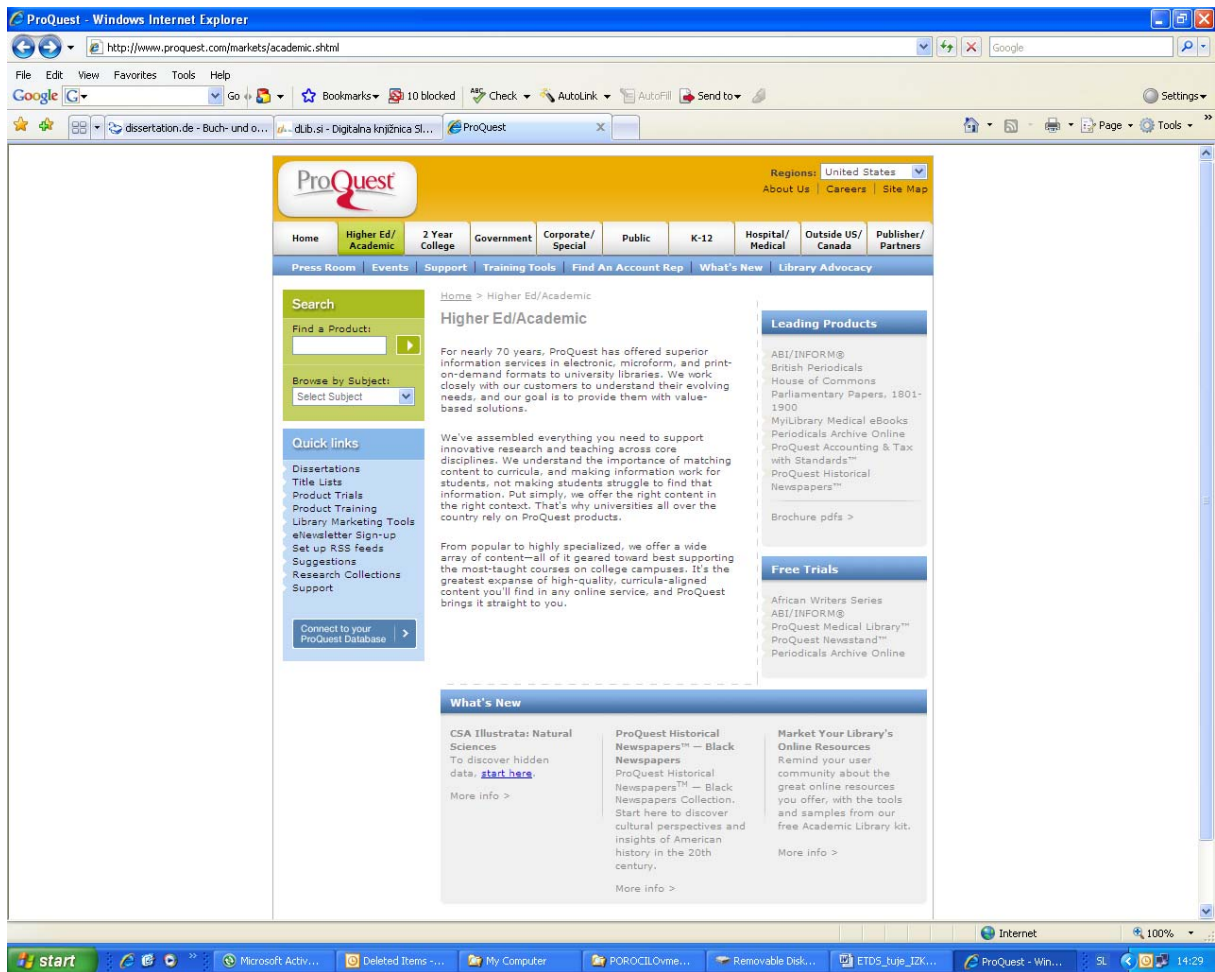 ProQuest - Windows Internet Explorer
http://www.proquest.com/markets/academic.shtml
Google
File Edit View Favorites Tools Help
Google G Go Bookmarks 10 blocked Check AutoLink AutoFill Send to Settings
dissertation.de - Buch- und o... dLib.si - Digitalna knjižnica Sl... ProQuest X Page Tools
ProQuest
Regions: United States
About Us | Careers | Site Map
Home
Higher Ed/
Academic
2 Year
College
Government
Corporate/
Special
Public
K-12
Hospital/
Medical
Outside US/
Canada
Publisher/
Partners
Press Room | Events | Support | Training Tools | Find An Account Rep | What's New | Library Advocacy
Search
Find a Product:
Browse by Subject:
Select Subject
Quick links
Dissertations
Title Lists
Product Trials
Product Training
Library Marketing Tools
eNewsletter Sign-up
Set up RSS feeds
Suggestions
Research Collections
Support
Connect to your
ProQuest Database
Home > Higher Ed/Academic
Higher Ed/Academic
For nearly 70 years, ProQuest has offered superior
information services in electronic, microform, and print-
on-demand formats to university libraries. We work
closely with our customers to understand their evolving
needs, and our goal is to provide them with value-
based solutions.
We've assembled everything you need to support
innovative research and teaching across core
disciplines. We understand the importance of matching
content to curricula, and making information work for
students, not making students struggle to find that
information. Put simply, we offer the right content in
the right context. That's why universities all over the
country rely on ProQuest products.
From popular to highly specialized, we offer a wide
array of content—all of it geared toward best supporting
the most-taught courses on college campuses. It's the
greatest expanse of high-quality, curricula-aligned
content you'll find in any online service, and ProQuest
brings it straight to you.
Leading Products
ABI/INFORM®
British Periodicals
House of Commons
Parliamentary Papers, 1801-
1900
MyiLibrary Medical eBooks
Periodicals Archive Online
ProQuest Accounting & Tax
with Standards™
ProQuest Historical
Newspapers™
Brochure pdfs >
Free Trials
African Writers Series
ABI/INFORM®
ProQuest Medical Library™
ProQuest Newsstand™
Periodicals Archive Online
What's New
CSA Illustrata: Natural
Sciences
To discover hidden
data, start here.
More info >
ProQuest Historical
Newspapers™ — Black
Newspapers
ProQuest Historical
Newspapers™ — Black
Newspapers Collection.
Start here to discover
cultural perspectives and
insights of American
history in the 20th
century.
More info >
Market Your Library's
Online Resources
Remind your user
community about the
great online resources
you offer, with the tools
and samples from our
free Academic Library kit.
More info >
Internet 100%
start Microsoft Activ... Deleted Items -... My Computer POROCILOvme... Removable Disk... ETDS_tuje_IZK... ProQuest - Win... SL 14:29